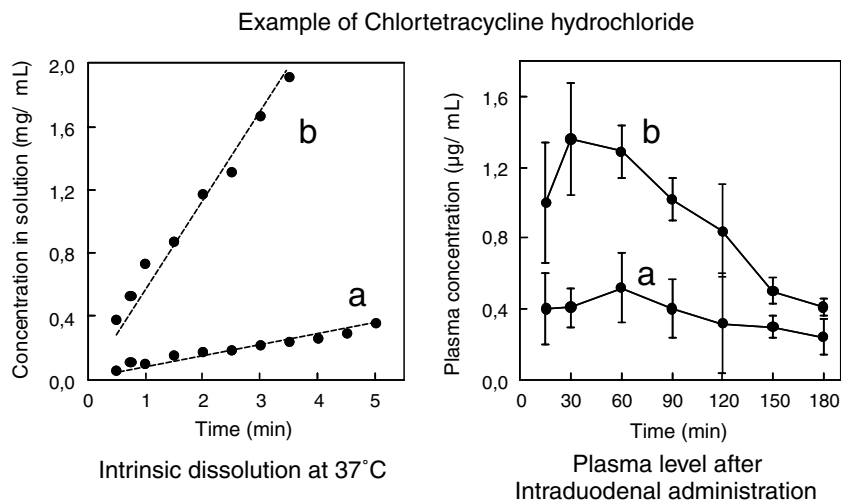 Example of Chlortetracycline hydrochloride
Concentration in solution (mg/ mL)
2,0
1,6
1,2
0,8
0,4
0,0
b
a
0 1 2 3 4 5
Time (min)
Intrinsic dissolution at 37˚C
Plasma concentration (µg/ mL)
1,6
1,2
0,8
0,4
0,0
b
a
0 30 60 90 120 150 180
Time (min)
Plasma level after
Intraduodenal administration